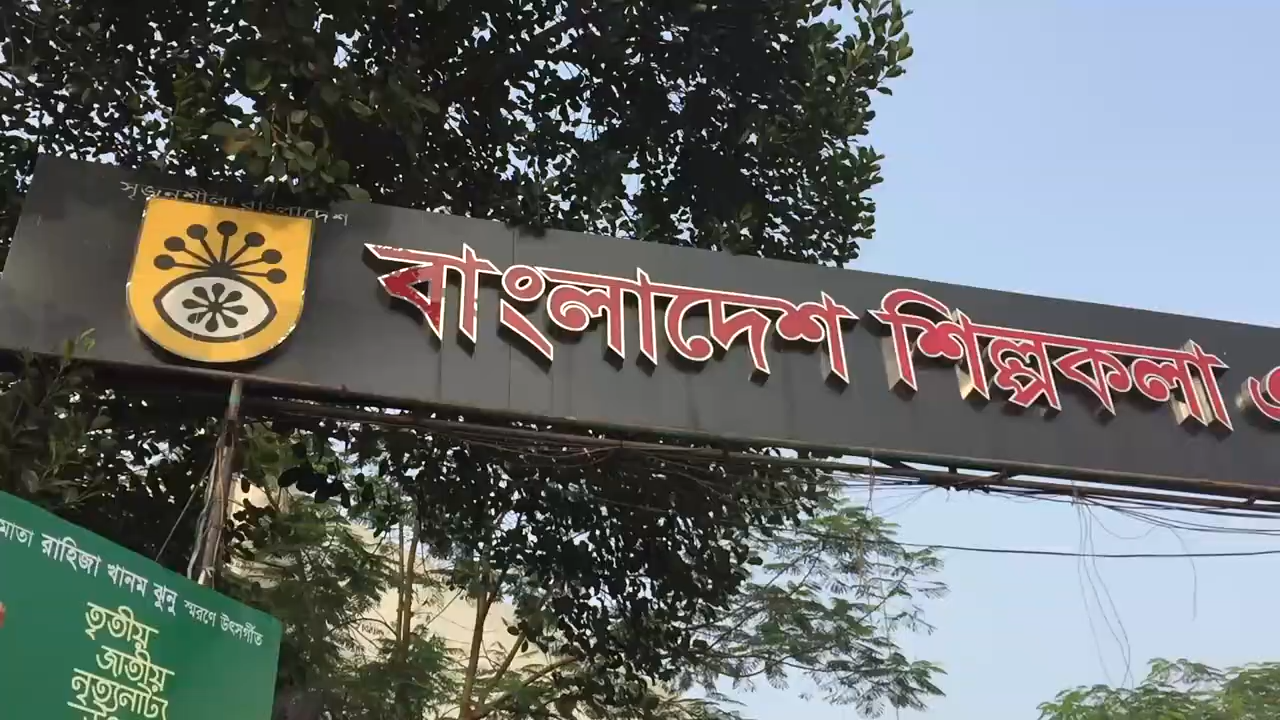 সৃজনশীল বাংলাদেশ
বাংলাদেশ শিল্পকলা
মাতা রাহিজা খানম ঝুনু স্মরণে উৎসর্গীত
তৃতীয়
জাতীয়
নৃত্যনাট্য